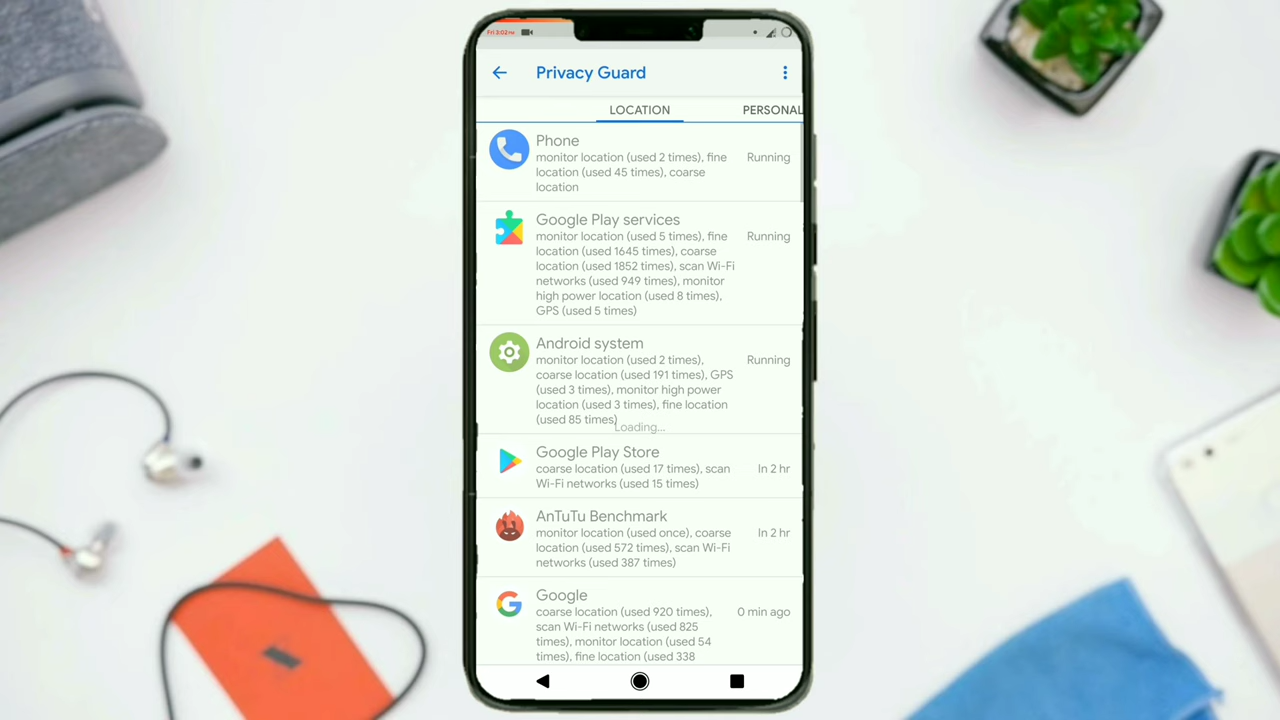 Fri 3:02 PM
Privacy Guard
LOCATION
PERSONAL
Phone
monitor location (used 2 times), fine
location (used 45 times), coarse
location
Running
Google Play services
monitor location (used 5 times), fine
location (used 1645 times), coarse
location (used 1852 times), scan Wi-Fi
networks (used 949 times), monitor
high power location (used 8 times),
GPS (used 5 times)
Running
Android system
monitor location (used 2 times),
coarse location (used 191 times), GPS
(used 3 times), monitor high power
location (used 3 times), fine location
(used 85 times)
Running
Loading...
Google Play Store
coarse location (used 17 times), scan
Wi-Fi networks (used 15 times)
In 2 hr
AnTuTu Benchmark
monitor location (used once), coarse
location (used 572 times), scan Wi-Fi
networks (used 387 times)
In 2 hr
Google
coarse location (used 920 times),
scan Wi-Fi networks (used 825
times), monitor location (used 54
times), fine location (used 338
0 min ago